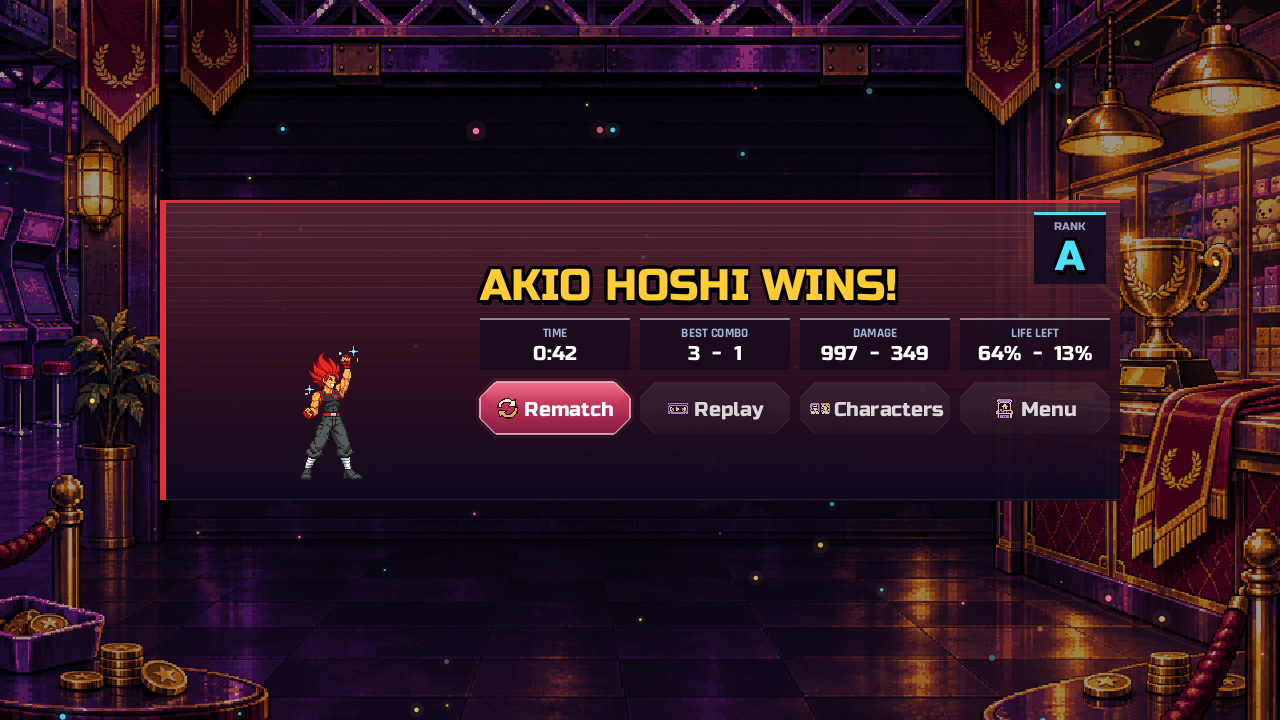 RANK
A
AKIO HOSHI WINS!
TIME
0:42
BEST COMBO
3 - 1
DAMAGE
997 - 349
LIFE LEFT
64% - 13%
Rematch
Replay
Characters
Menu